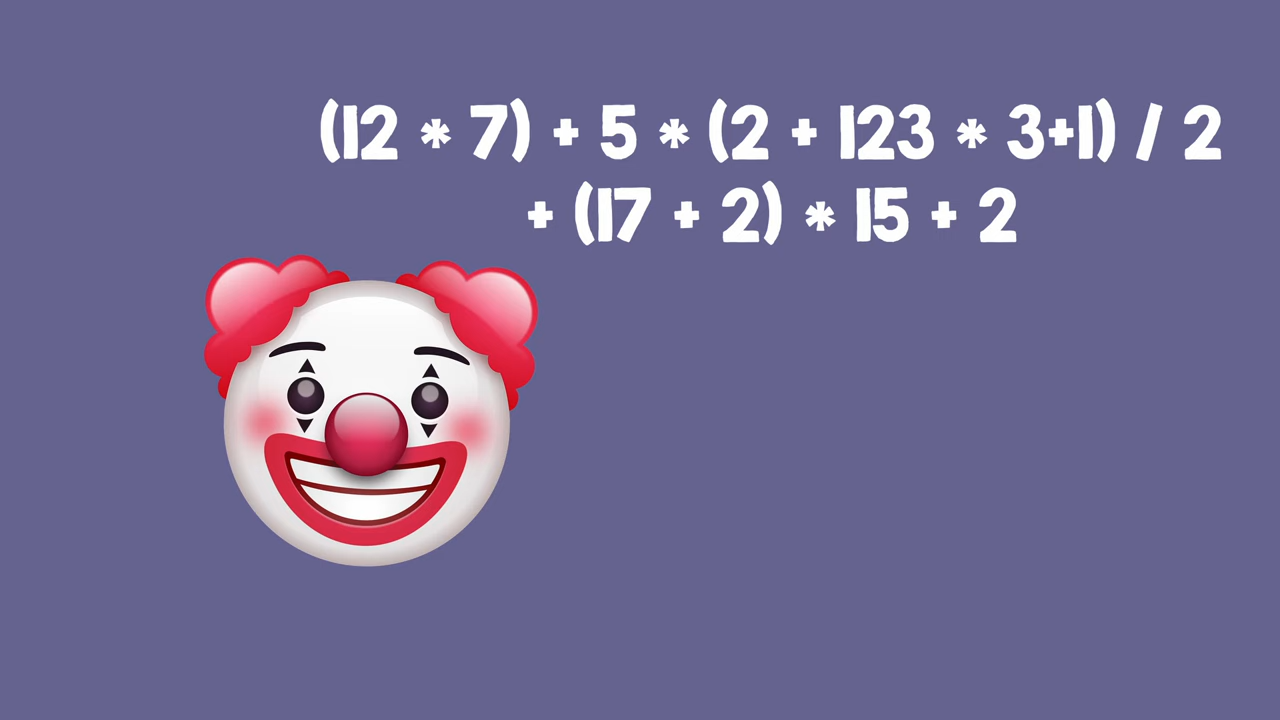 (12 * 7) + 5 * (2 + 123 * 3+1) / 2
+ (17 + 2) * 15 + 2